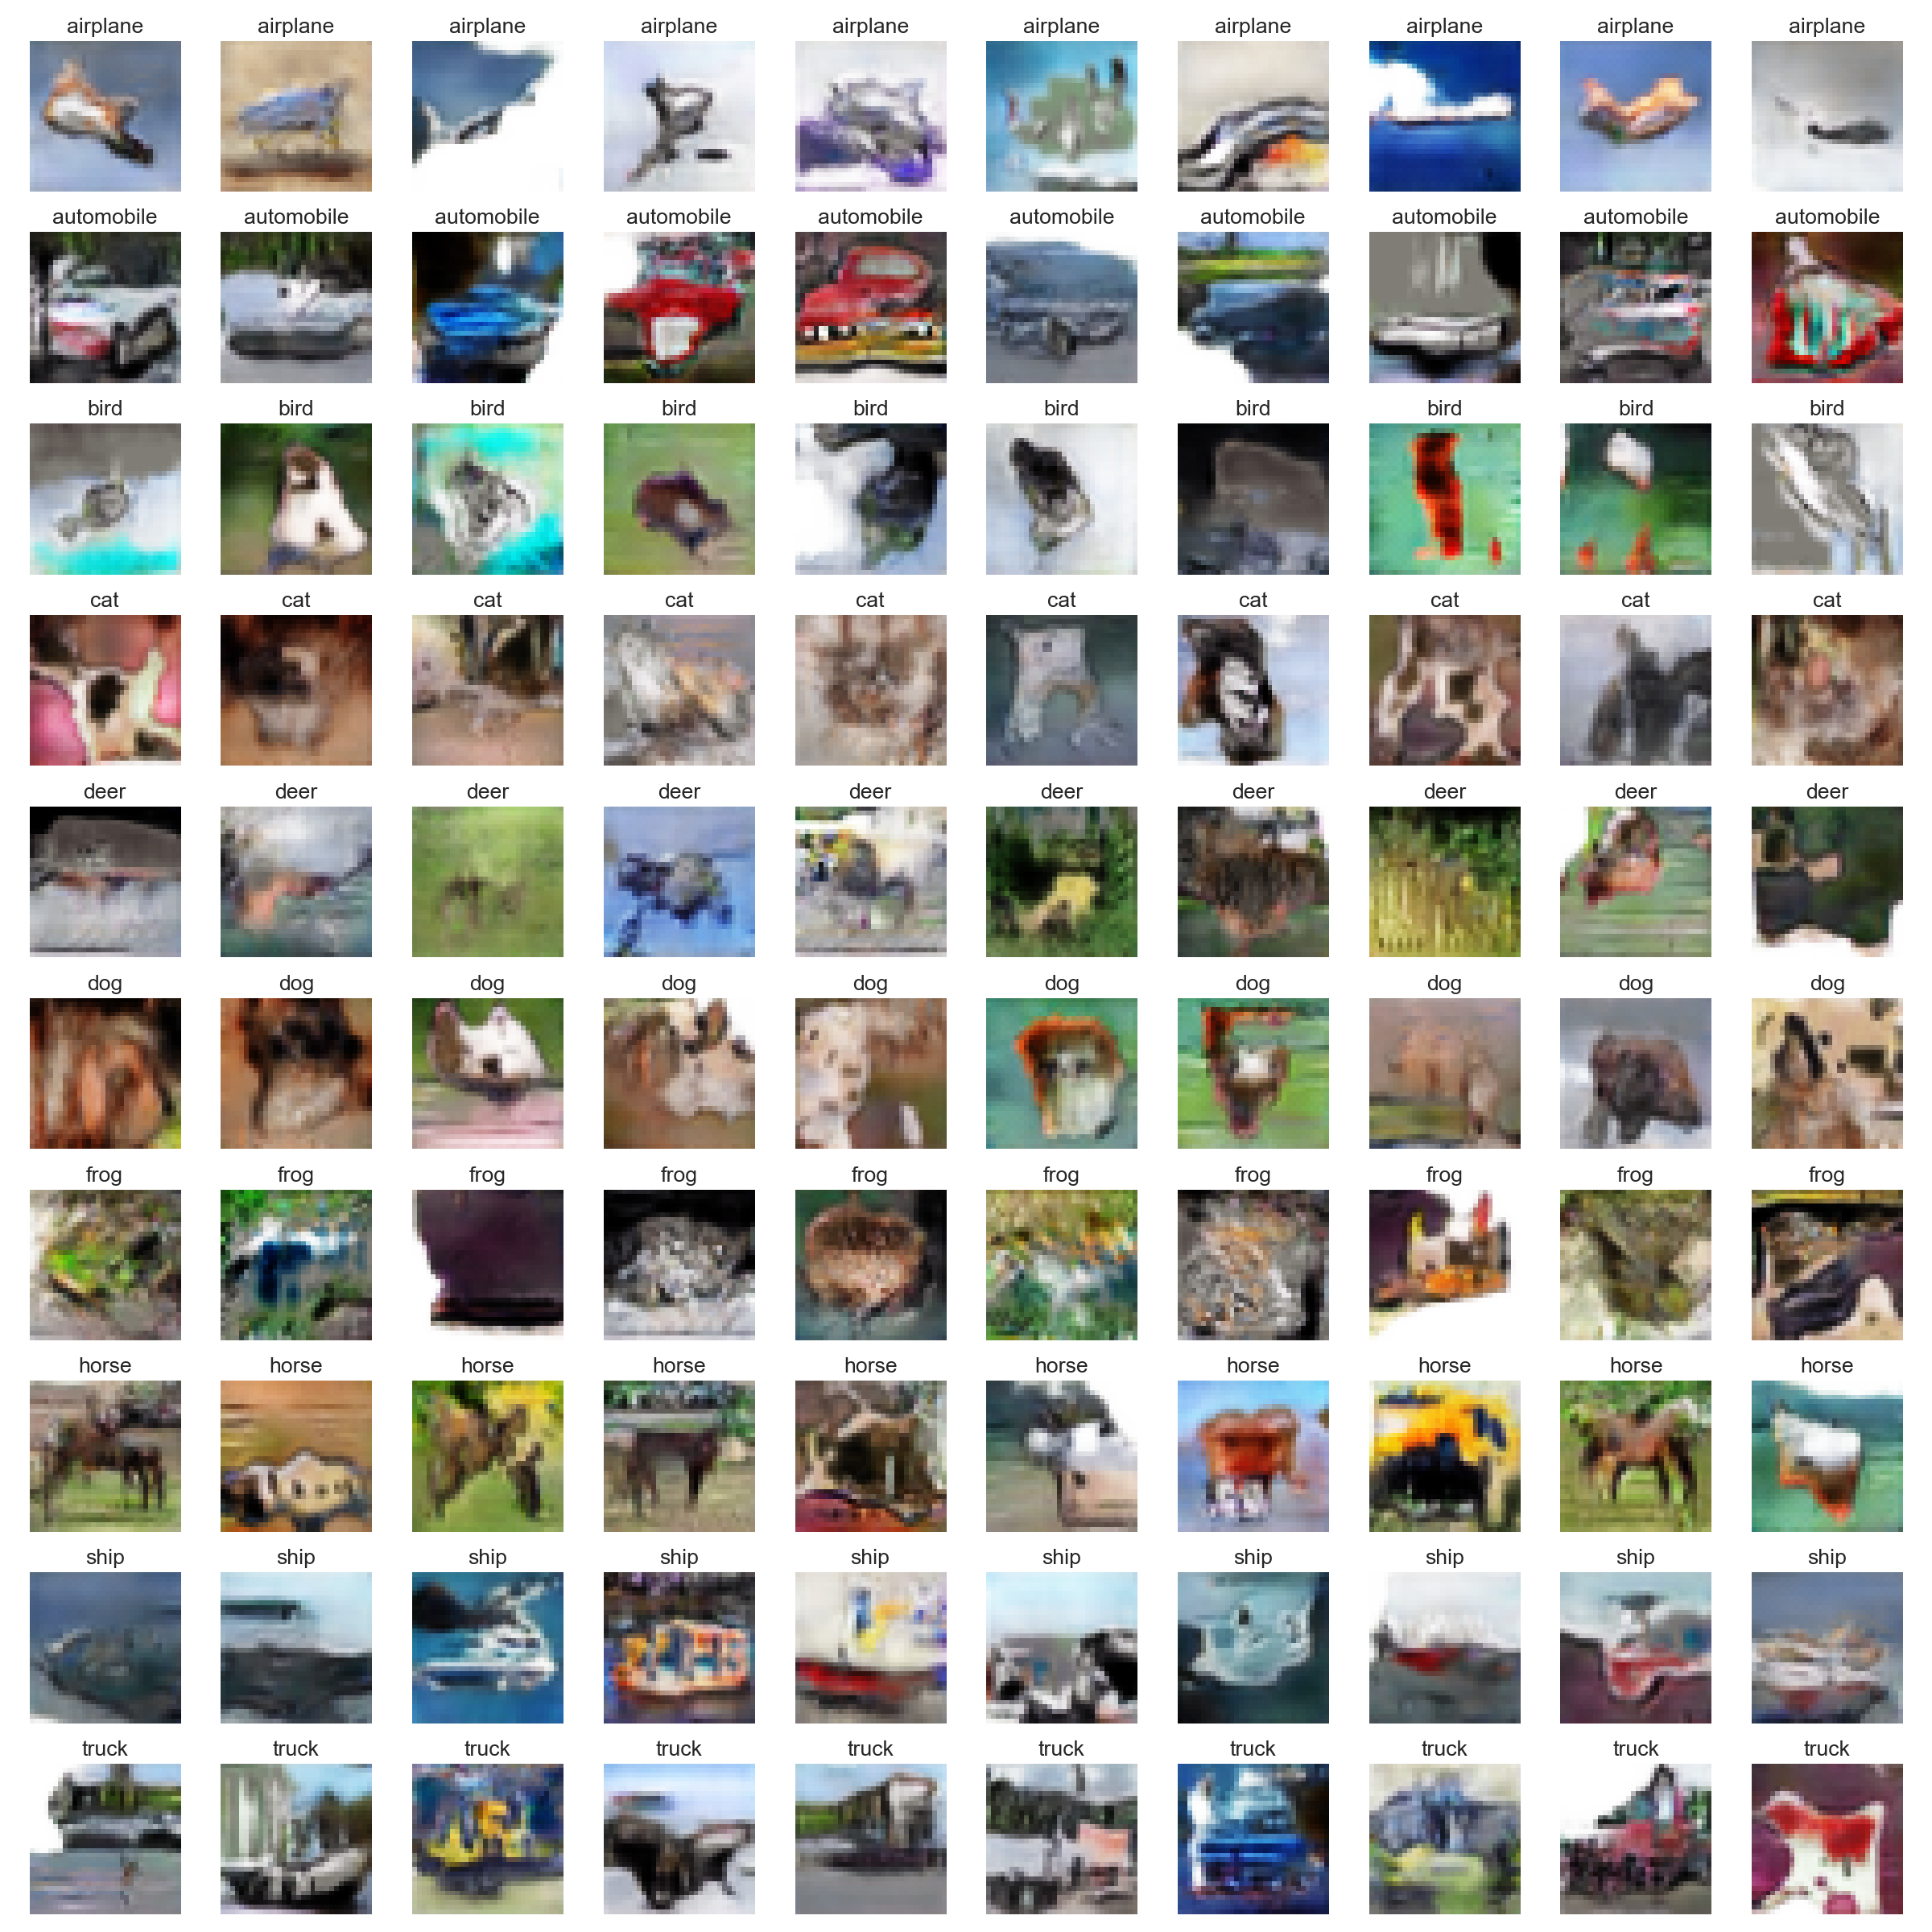 airplane airplane airplane airplane airplane airplane airplane airplane airplane airplane
automobile automobile automobile automobile automobile automobile automobile automobile automobile automobile
bird bird bird bird bird bird bird bird bird bird
cat cat cat cat cat cat cat cat cat cat
deer deer deer deer deer deer deer deer deer deer
dog dog dog dog dog dog dog dog dog dog
frog frog frog frog frog frog frog frog frog frog
horse horse horse horse horse horse horse horse horse horse
ship ship ship ship ship ship ship ship ship ship
truck truck truck truck truck truck truck truck truck truck